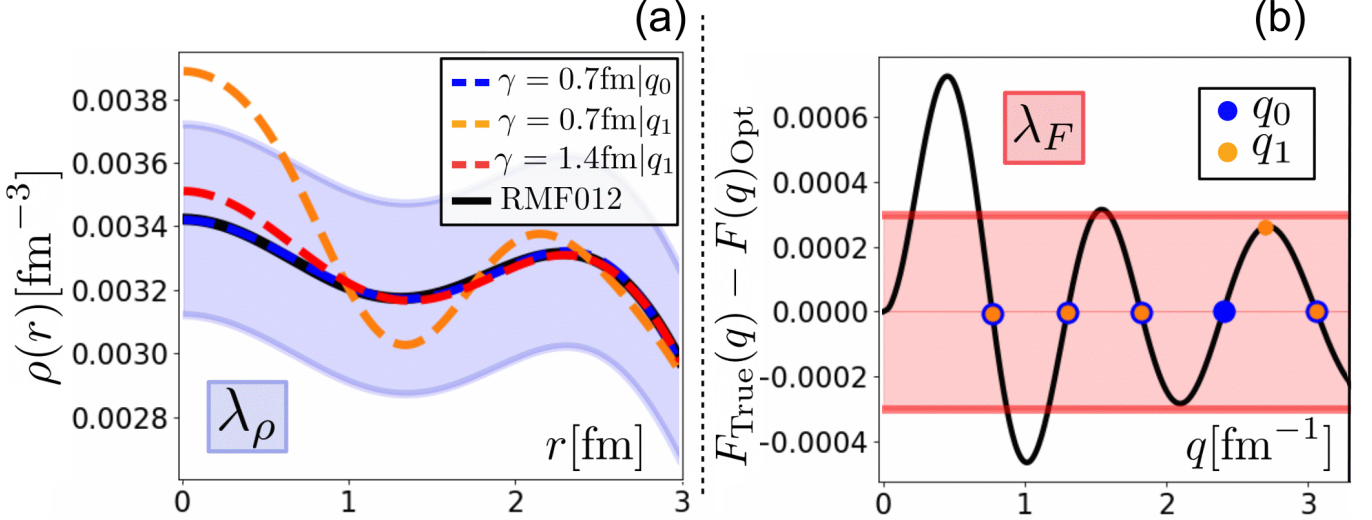 (a)
ρ(r)[fm⁻³]
0.0038
0.0036
0.0034
0.0032
0.0030
0.0028
γ = 0.7fm|q₀
γ = 0.7fm|q₁
γ = 1.4fm|q₁
RMF012
λρ
r[fm]
0 1 2 3
(b)
F_True(q) − F(q)_Opt
0.0006
0.0004
0.0002
0.0000
-0.0002
-0.0004
λ_F
q₀
q₁
q[fm⁻¹]
0 1 2 3